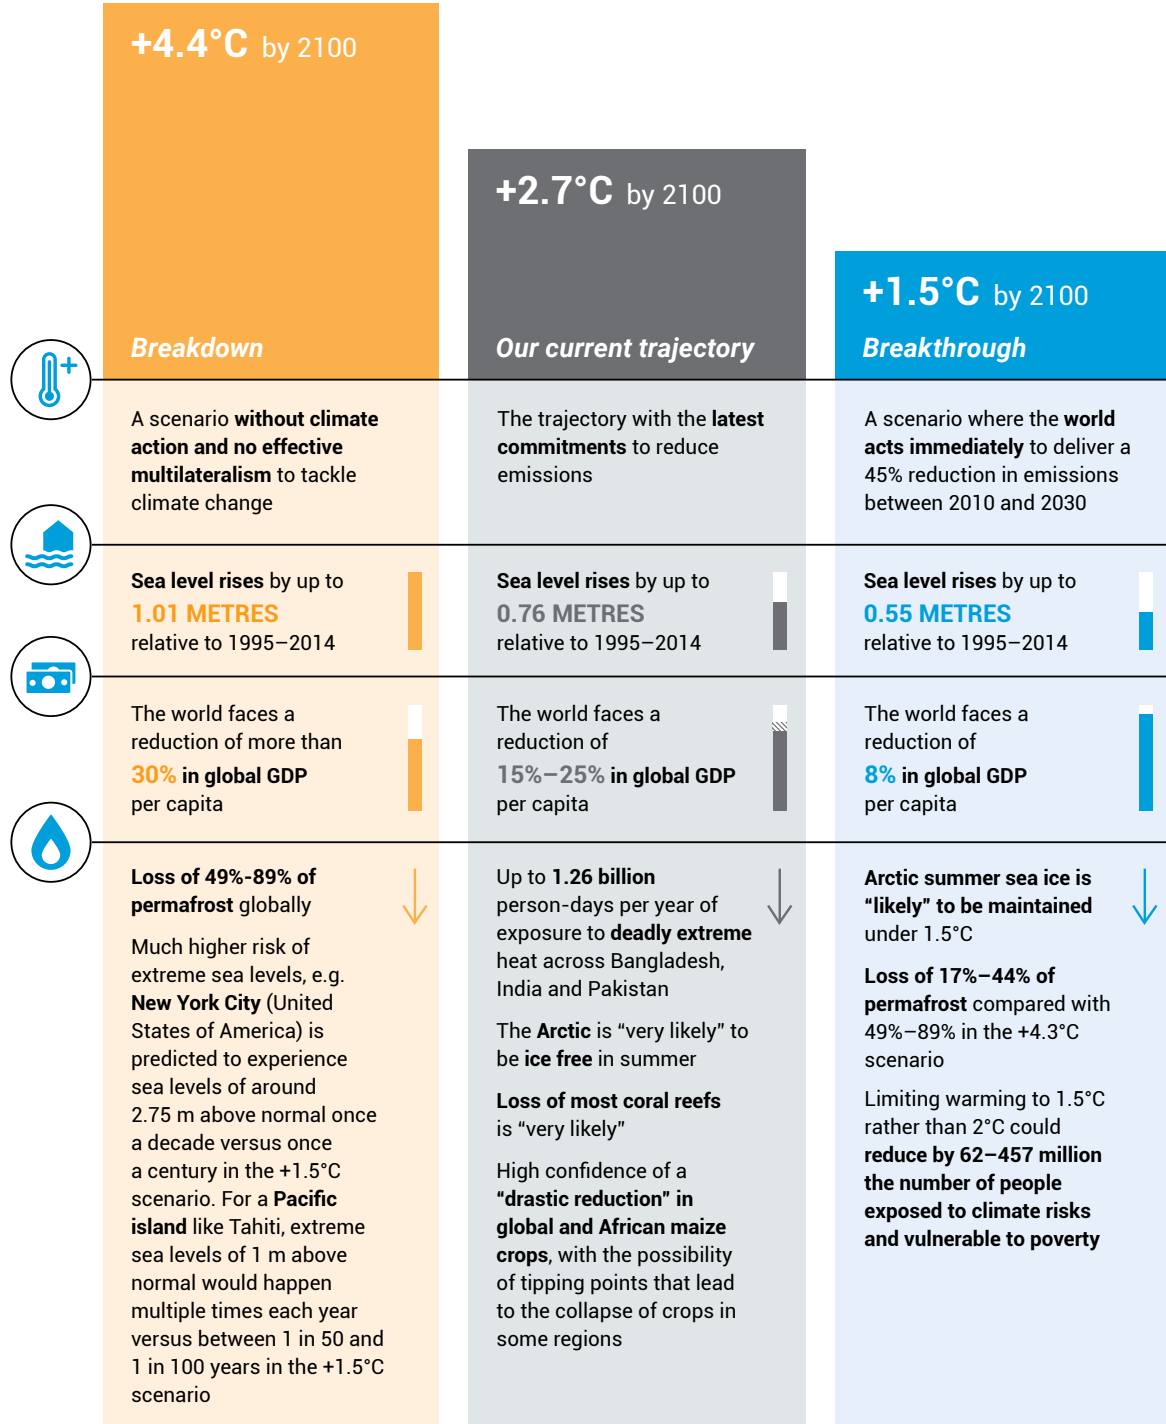 +4.4°C by 2100
Breakdown
A scenario without climate
action and no effective
multilateralism to tackle
climate change
Sea level rises by up to
1.01 METRES
relative to 1995–2014
The world faces a
reduction of more than
30% in global GDP
per capita
Loss of 49%-89% of
permafrost globally
Much higher risk of
extreme sea levels, e.g.
New York City (United
States of America) is
predicted to experience
sea levels of around
2.75 m above normal once
a decade versus once
a century in the +1.5°C
scenario. For a Pacific
island like Tahiti, extreme
sea levels of 1 m above
normal would happen
multiple times each year
versus between 1 in 50 and
1 in 100 years in the +1.5°C
scenario
+2.7°C by 2100
Our current trajectory
The trajectory with the latest
commitments to reduce
emissions
Sea level rises by up to
0.76 METRES
relative to 1995–2014
The world faces a
reduction of
15%–25% in global GDP
per capita
Up to 1.26 billion
person-days per year of
exposure to deadly extreme
heat across Bangladesh,
India and Pakistan
The Arctic is “very likely” to
be ice free in summer
Loss of most coral reefs
is “very likely”
High confidence of a
“drastic reduction” in
global and African maize
crops, with the possibility
of tipping points that lead
to the collapse of crops in
some regions
+1.5°C by 2100
Breakthrough
A scenario where the world
acts immediately to deliver a
45% reduction in emissions
between 2010 and 2030
Sea level rises by up to
0.55 METRES
relative to 1995–2014
The world faces a
reduction of
8% in global GDP
per capita
Arctic summer sea ice is
“likely” to be maintained
under 1.5°C
Loss of 17%–44% of
permafrost compared with
49%–89% in the +4.3°C
scenario
Limiting warming to 1.5°C
rather than 2°C could
reduce by 62–457 million
the number of people
exposed to climate risks
and vulnerable to poverty